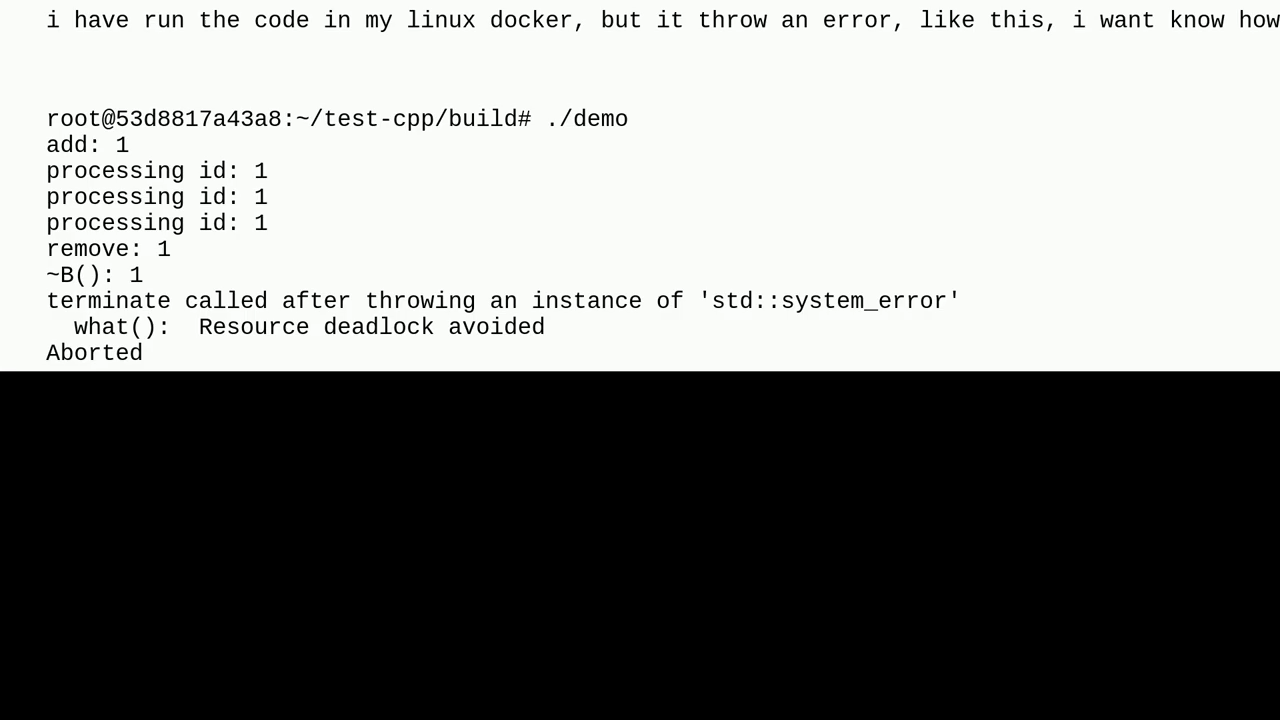 i have run the code in my linux docker, but it throw an error, like this, i want know how
root@53d8817a43a8:~/test-cpp/build# ./demo
add: 1
processing id: 1
processing id: 1
processing id: 1
remove: 1
~B(): 1
terminate called after throwing an instance of 'std::system_error'
  what():  Resource deadlock avoided
Aborted